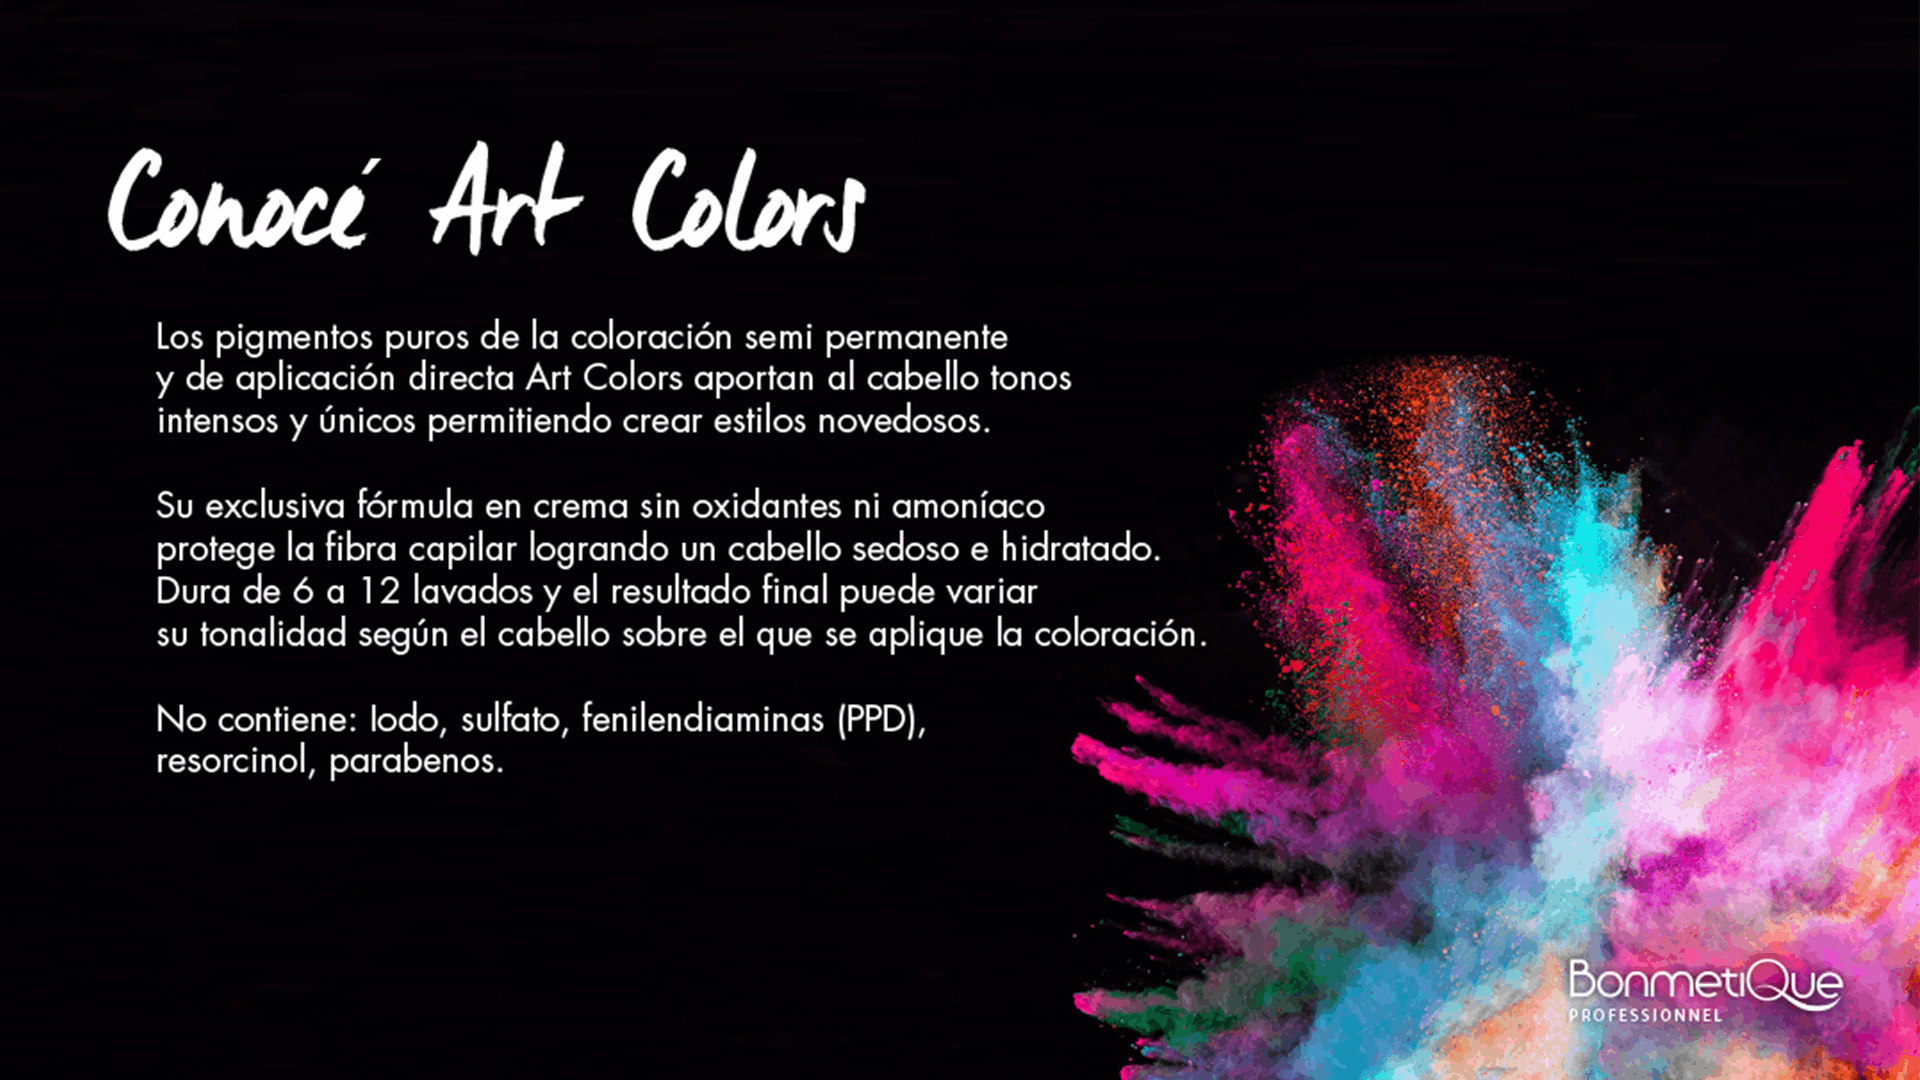 Conocé Art Colors
Los pigmentos puros de la coloración semi permanente
y de aplicación directa Art Colors aportan al cabello tonos
intensos y únicos permitiendo crear estilos novedosos.
Su exclusiva fórmula en crema sin oxidantes ni amoníaco
protege la fibra capilar logrando un cabello sedoso e hidratado.
Dura de 6 a 12 lavados y el resultado final puede variar
su tonalidad según el cabello sobre el que se aplique la coloración.
No contiene: Iodo, sulfato, fenilendiaminas (PPD),
resorcinol, parabenos.
BonmetiQue
PROFESSIONNEL